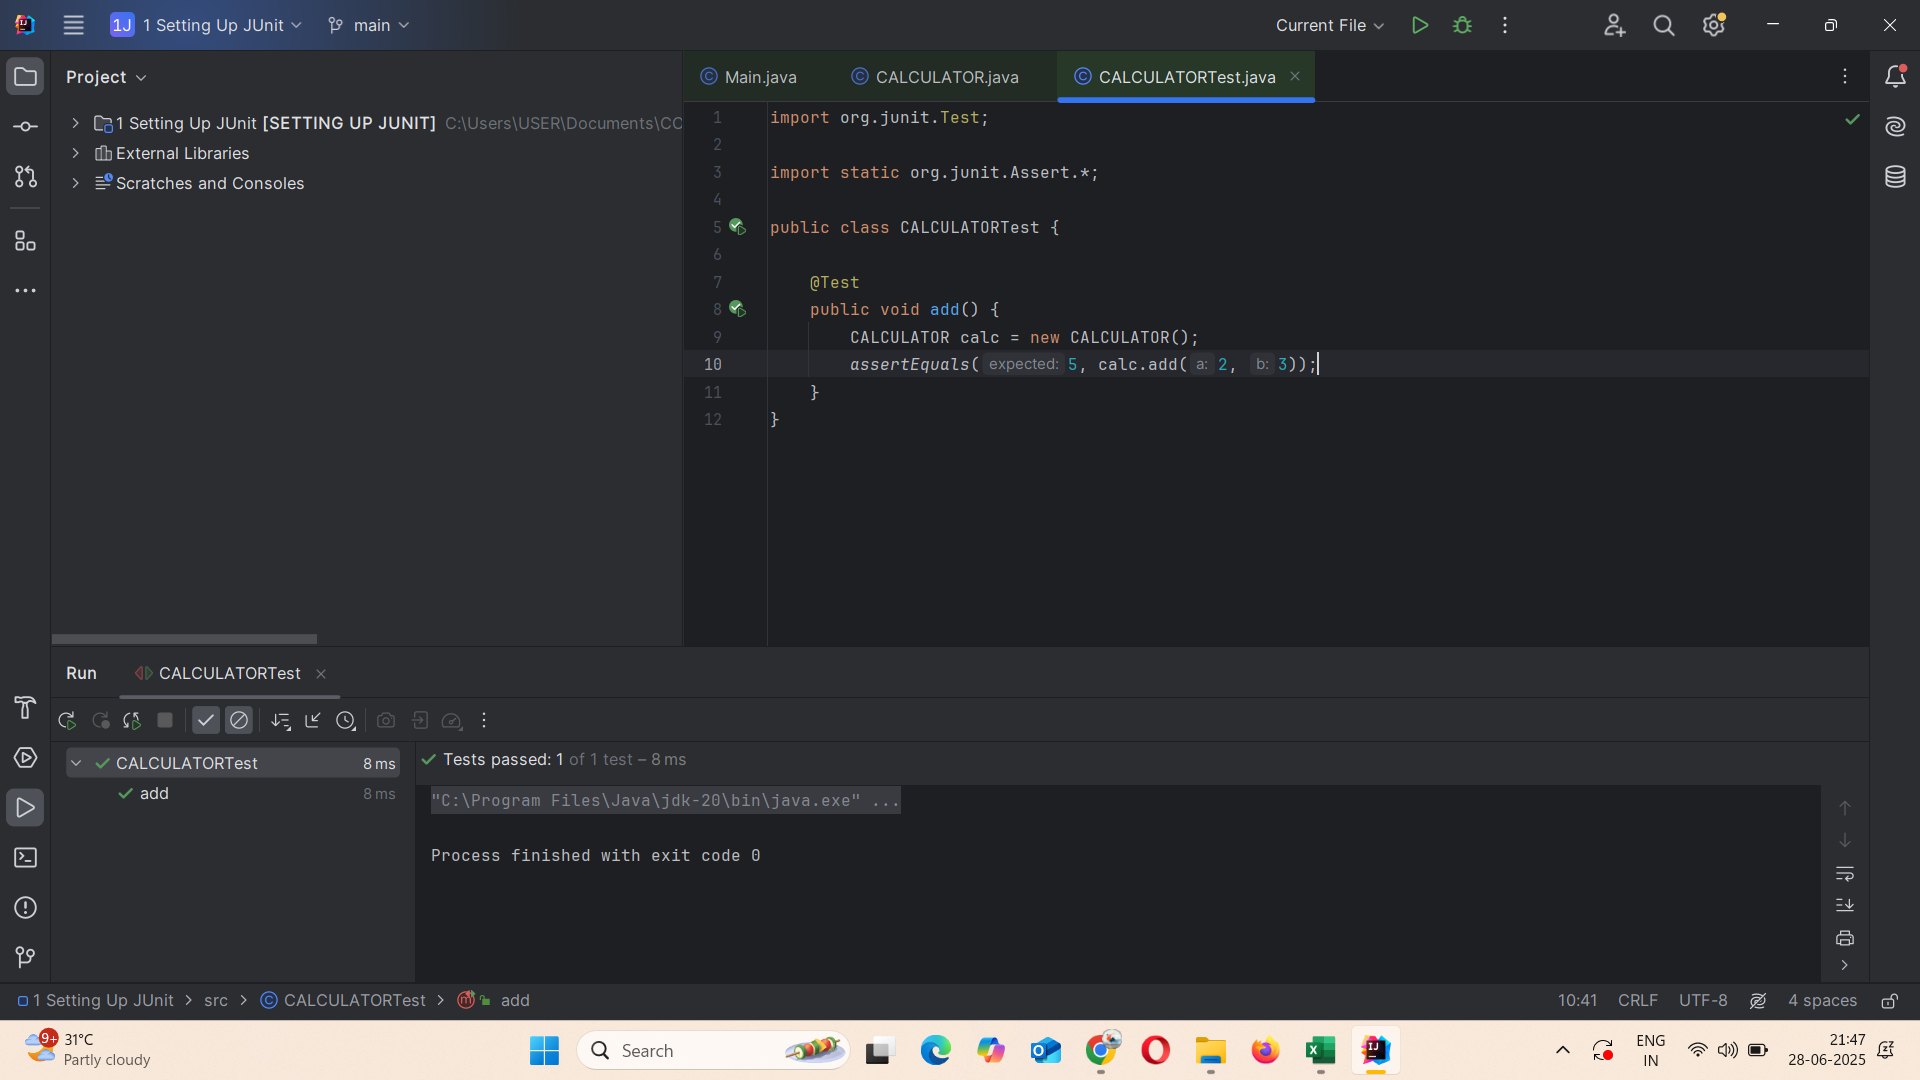 1J 1 Setting Up JUnit main Current File
Project Main.java CALCULATOR.java CALCULATORTest.java
1 Setting Up JUnit [SETTING UP JUNIT] C:\Users\USER\Documents\CC
External Libraries
Scratches and Consoles
1 import org.junit.Test;
2
3 import static org.junit.Assert.*;
4
5 public class CALCULATORTest {
6
7 @Test
8 public void add() {
9 CALCULATOR calc = new CALCULATOR();
10 assertEquals( expected: 5, calc.add( a: 2, b: 3));
11 }
12 }
Run CALCULATORTest
CALCULATORTest 8 ms
add 8 ms
Tests passed: 1 of 1 test – 8 ms
"C:\Program Files\Java\jdk-20\bin\java.exe" ...
Process finished with exit code 0
1 Setting Up JUnit > src > CALCULATORTest > add 10:41 CRLF UTF-8 4 spaces
9+ 31°C
Partly cloudy
Search
ENG
IN
21:47
28-06-2025